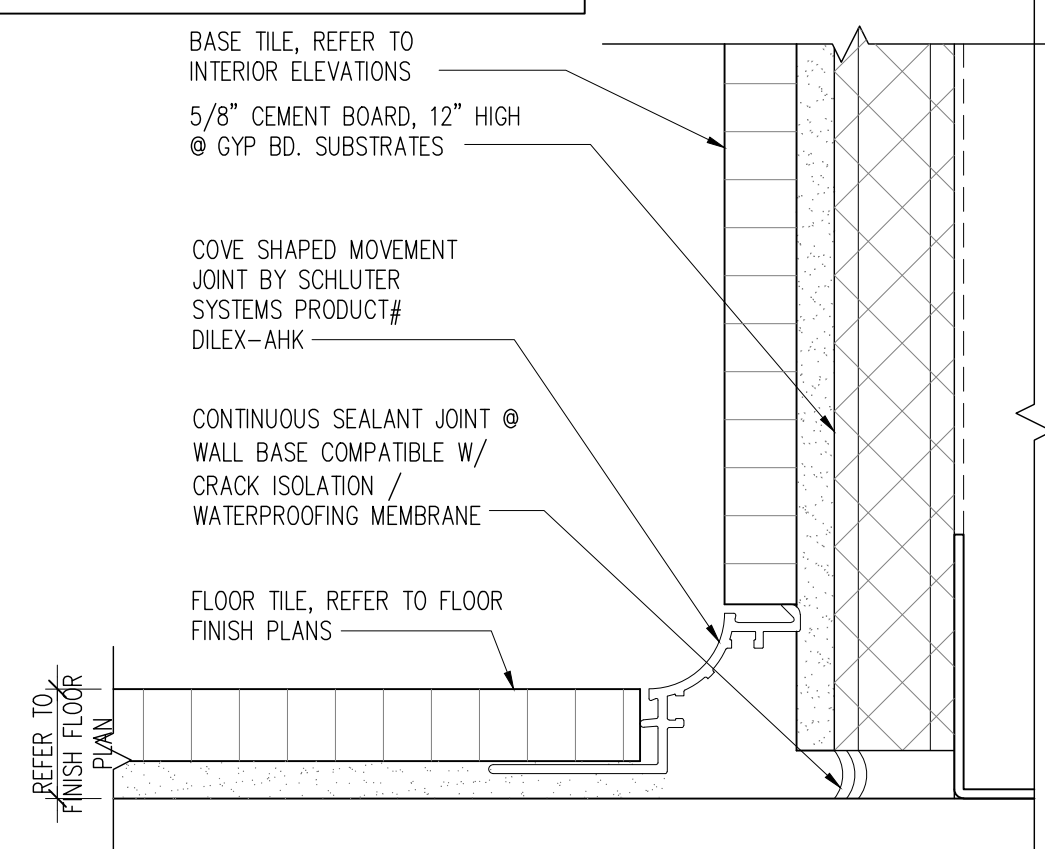 BASE TILE, REFER TO
INTERIOR ELEVATIONS
5/8" CEMENT BOARD, 12" HIGH
@ GYP BD. SUBSTRATES
COVE SHAPED MOVEMENT
JOINT BY SCHLUTER
SYSTEMS PRODUCT#
DILEX-AHK
CONTINUOUS SEALANT JOINT @
WALL BASE COMPATIBLE W/
CRACK ISOLATION /
WATERPROOFING MEMBRANE
FLOOR TILE, REFER TO FLOOR
FINISH PLANS
REFER TO
FINISH FLOOR
PLAN